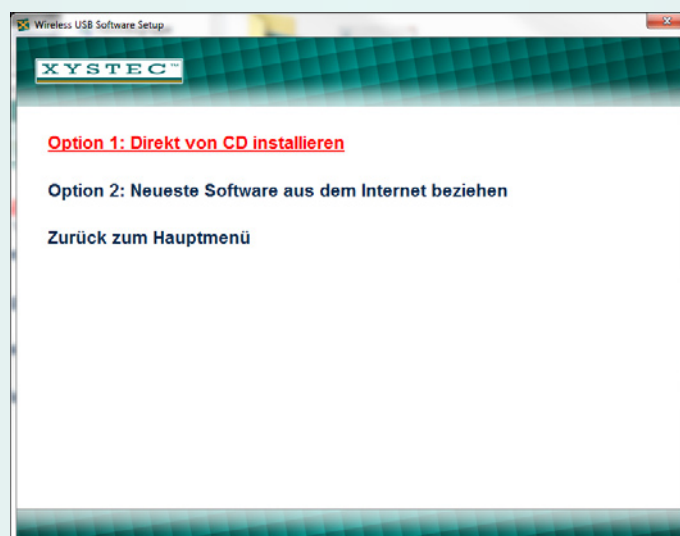 Wireless USB Software Setup
XYSTEC™
Option 1: Direkt von CD installieren
Option 2: Neueste Software aus dem Internet beziehen
Zurück zum Hauptmenü